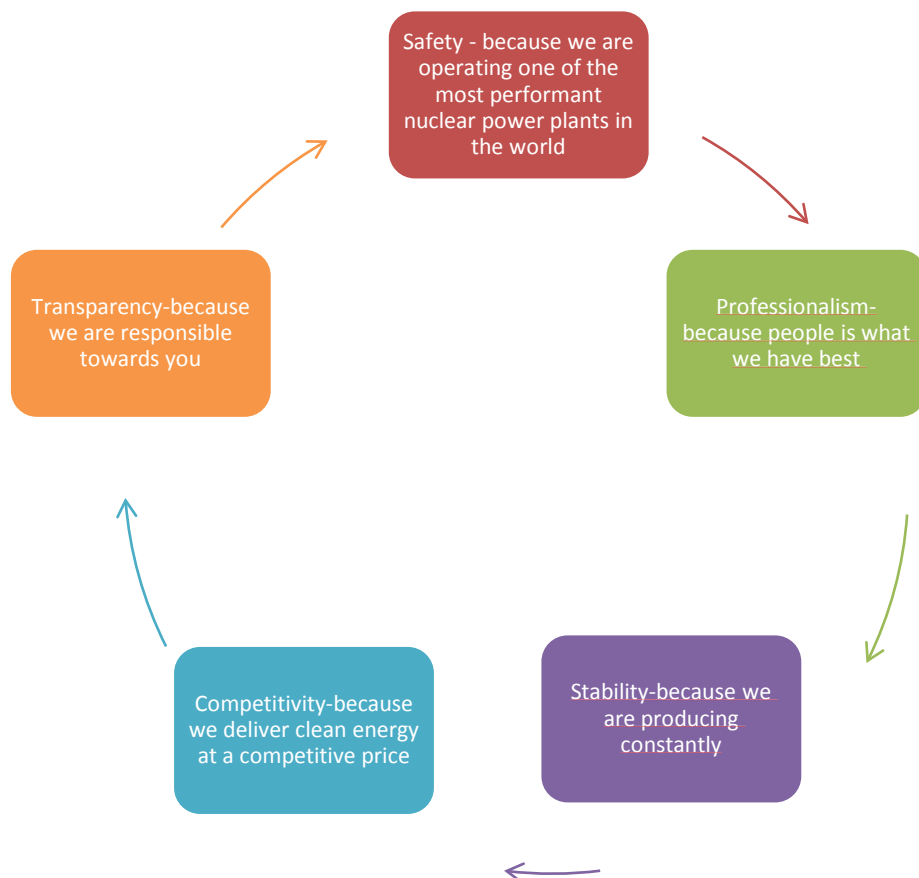 Safety - because we are
operating one of the
most performant
nuclear power plants in
the world
Professionalism-
because people is what
we have best
Stability-because we
are producing
constantly
Competitivity-because
we deliver clean energy
at a competitive price
Transparency-because
we are responsible
towards you